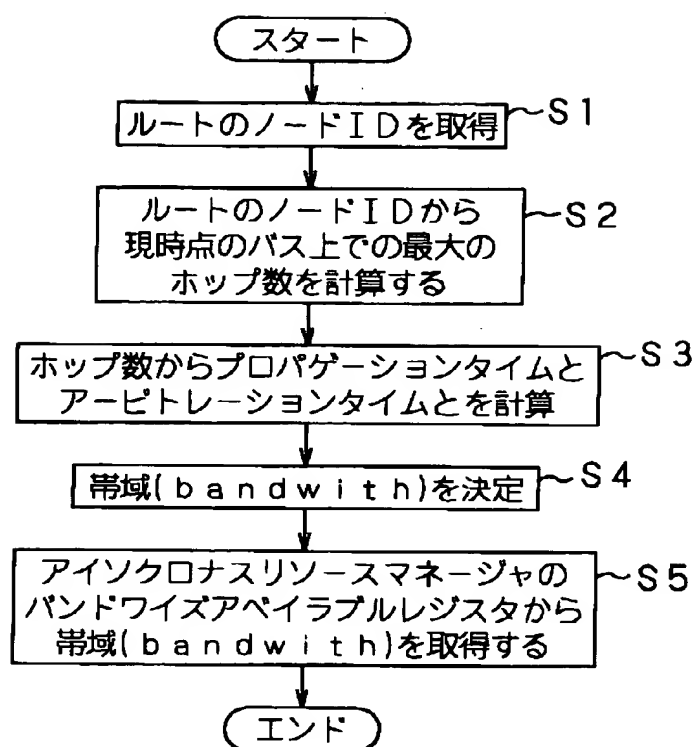 スタート
ルートのノードIDを取得
S1
ルートのノードIDから
現時点のバス上での最大の
ホップ数を計算する
S2
ホップ数からプロパゲーションタイムと
アービトレーションタイムとを計算
S3
帯域(bandwith)を決定
S4
アイソクロナスリソースマネージャの
バンドワイズアベイラブルレジスタから
帯域(bandwith)を取得する
S5
エンド